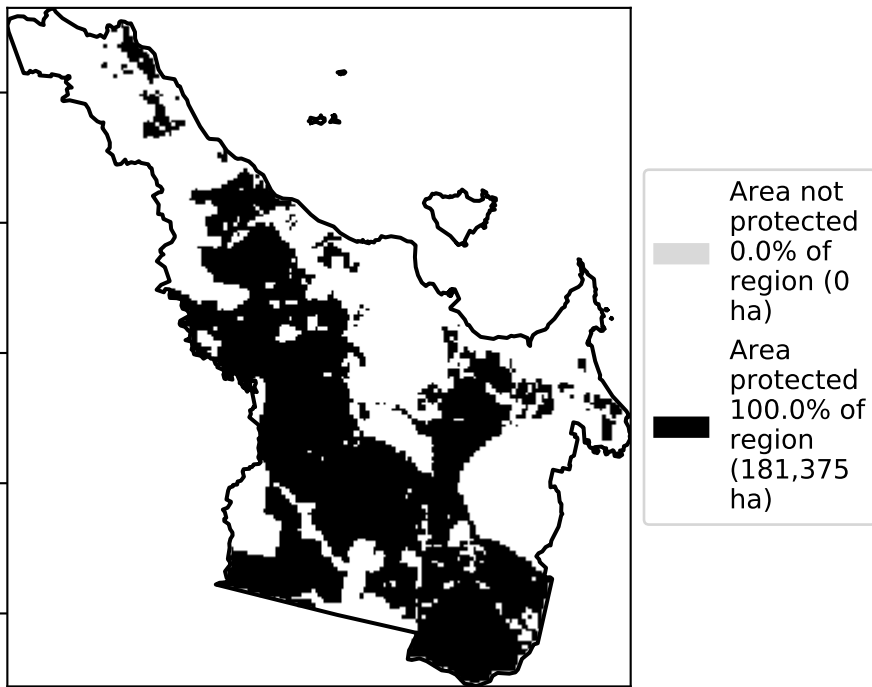 Area not
protected
0.0% of
region (0
ha)
Area
protected
100.0% of
region
(181,375
ha)